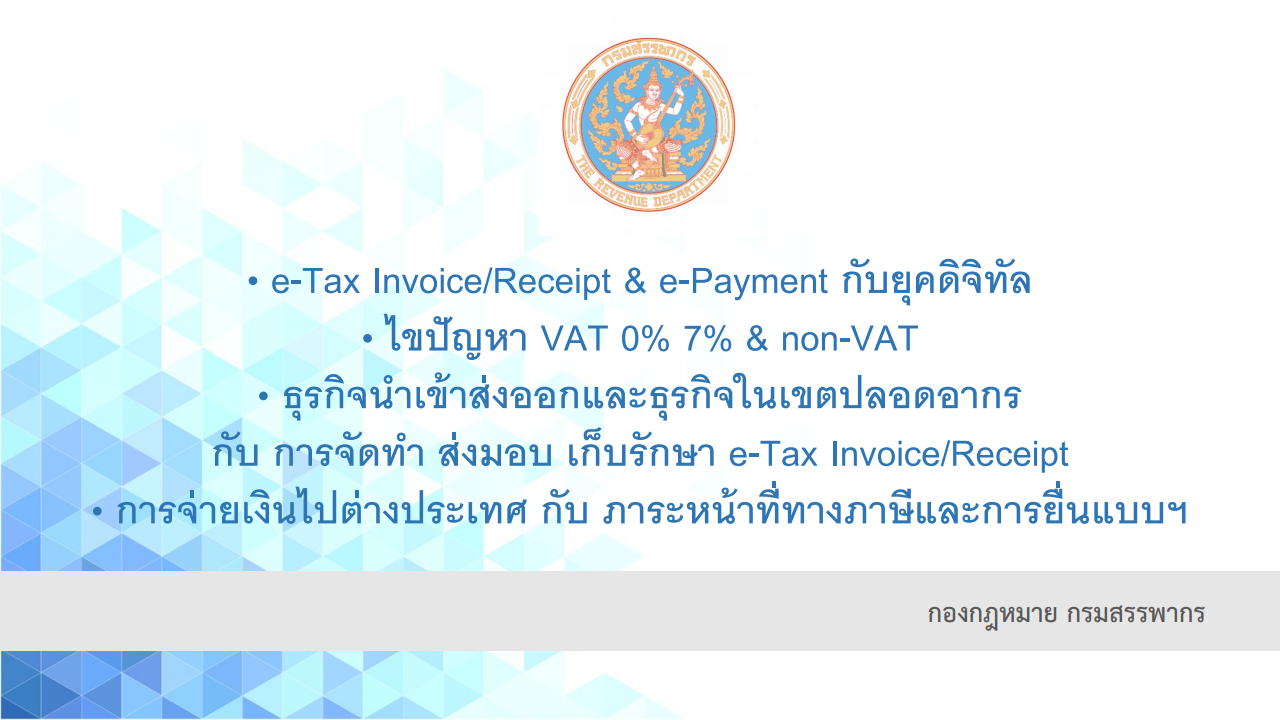 กรมสรรพากร
THE REVENUE DEPARTMENT
• e-Tax Invoice/Receipt & e-Payment กับยุคดิจิทัล
• ไขปัญหา VAT 0% 7% & non-VAT
• ธุรกิจนำเข้าส่งออกและธุรกิจในเขตปลอดอากร
กับ การจัดทำ ส่งมอบ เก็บรักษา e-Tax Invoice/Receipt
• การจ่ายเงินไปต่างประเทศ กับ ภาระหน้าที่ทางภาษีและการยื่นแบบฯ
กองกฎหมาย กรมสรรพากร